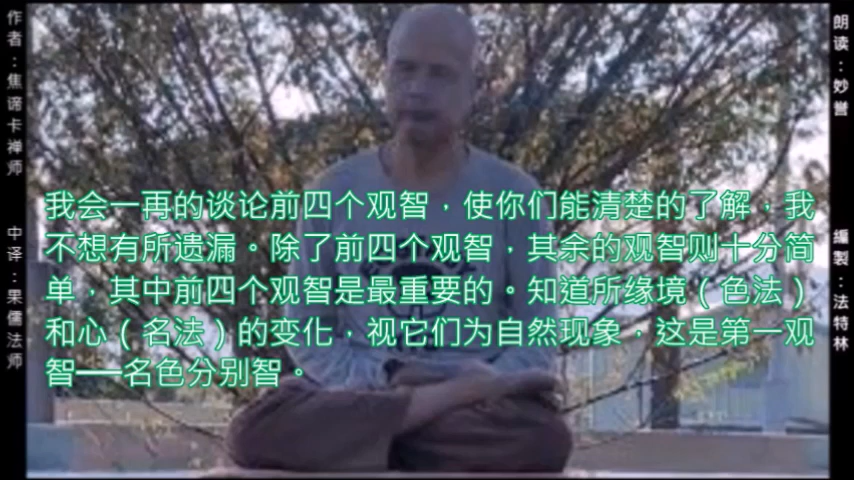 作者：焦谛卡禅师
中译：果儒法师
我会一再的谈论前四个观智，使你们能清楚的了解，我
不想有所遗漏。除了前四个观智，其余的观智则十分简
单，其中前四个观智是最重要的。知道所缘境（色法）
和心（名法）的变化，视它们为自然现象，这是第一观
智──名色分别智。
朗读：妙誉
編製：法特林